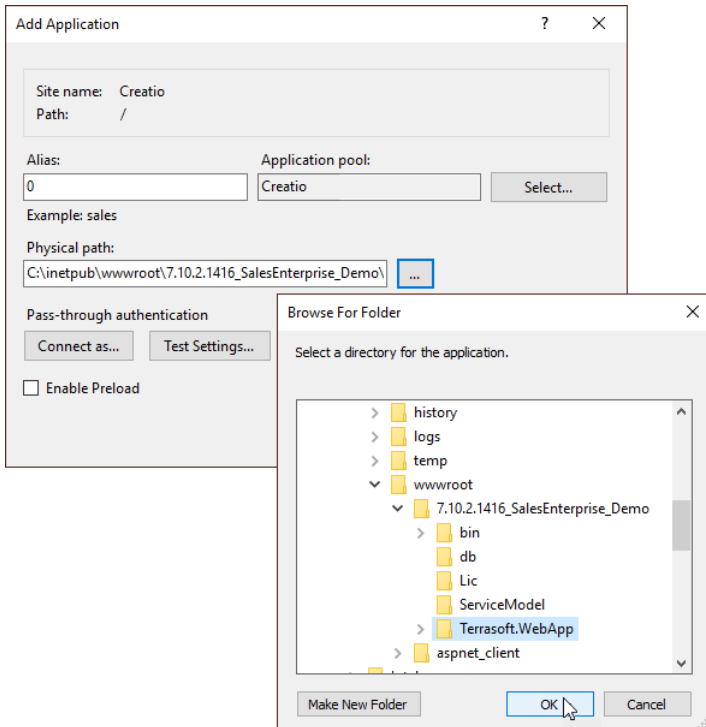 Add Application
?
Site name: Creatio
Path: /
Alias:
Application pool:
0
Creatio
Select...
Example: sales
Physical path:
C:\inetpub\wwwroot\7.10.2.1416_SalesEnterprise_Demo\
...
Pass-through authentication
Connect as...
Test Settings...
Enable Preload
Browse For Folder
Select a directory for the application.
history
logs
temp
wwwroot
7.10.2.1416_SalesEnterprise_Demo
bin
db
Lic
ServiceModel
Terrasoft.WebApp
aspnet_client
Make New Folder
OK
Cancel